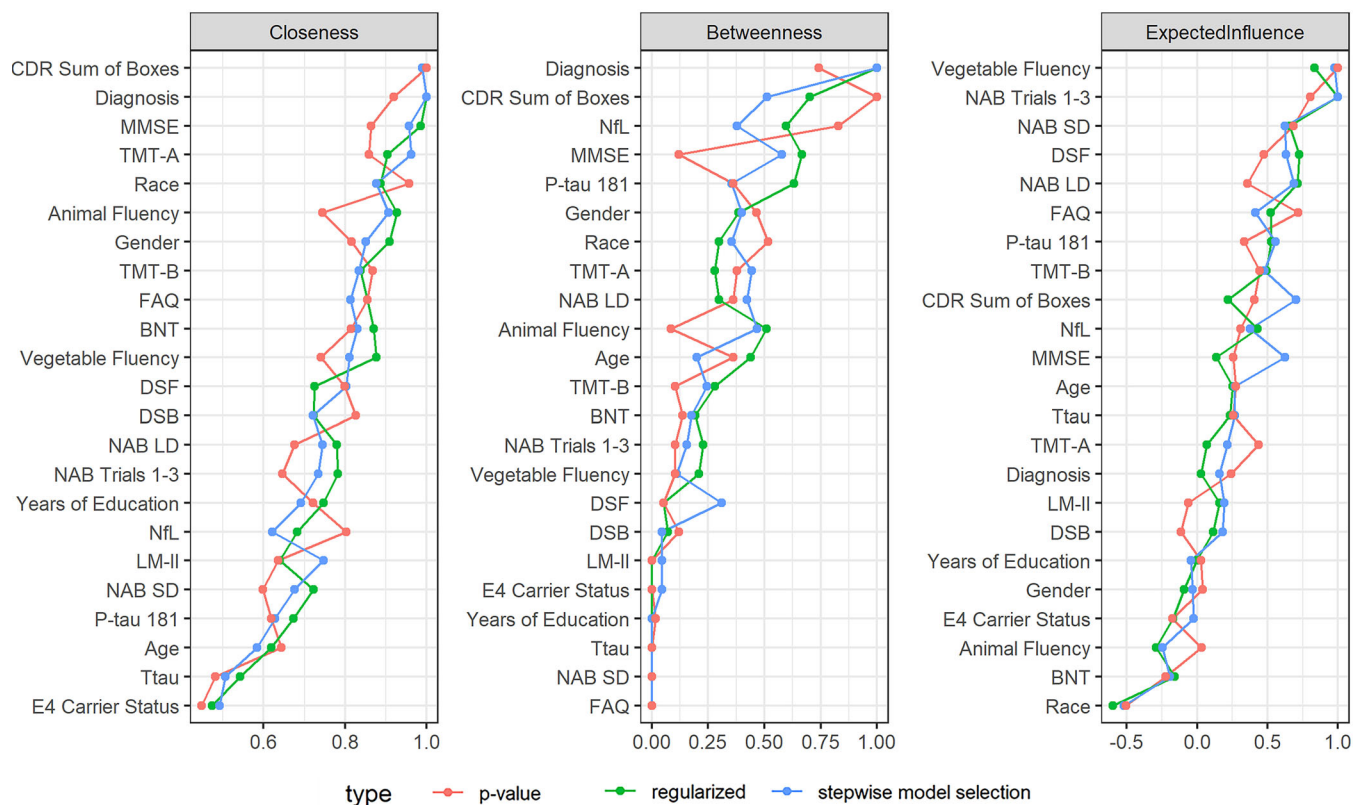 Closeness
CDR Sum of Boxes
Diagnosis
MMSE
TMT-A
Race
Animal Fluency
Gender
TMT-B
FAQ
BNT
Vegetable Fluency
DSF
DSB
NAB LD
NAB Trials 1-3
Years of Education
NfL
LM-II
NAB SD
P-tau 181
Age
Ttau
E4 Carrier Status
0.6 0.8 1.0
Betweenness
Diagnosis
CDR Sum of Boxes
NfL
MMSE
P-tau 181
Gender
Race
TMT-A
NAB LD
Animal Fluency
Age
TMT-B
BNT
NAB Trials 1-3
Vegetable Fluency
DSF
DSB
LM-II
E4 Carrier Status
Years of Education
Ttau
NAB SD
FAQ
0.00 0.25 0.50 0.75 1.00
ExpectedInfluence
Vegetable Fluency
NAB Trials 1-3
NAB SD
DSF
NAB LD
FAQ
P-tau 181
TMT-B
CDR Sum of Boxes
NfL
MMSE
Age
Ttau
TMT-A
Diagnosis
LM-II
DSB
Years of Education
Gender
E4 Carrier Status
Animal Fluency
BNT
Race
-0.5 0.0 0.5 1.0
type p-value regularized stepwise model selection